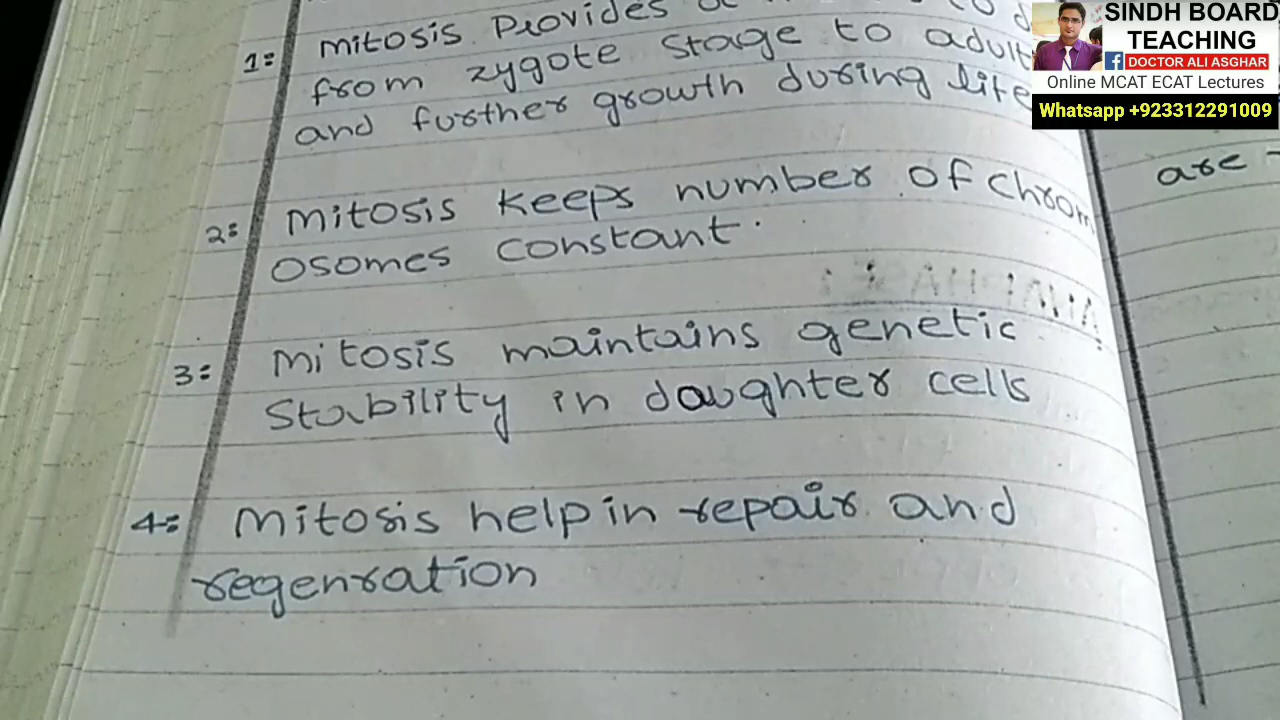 1: mitosis Provides
from zygote stage to adult
and further growth during life
2: mitosis keeps number of chrom
osomes constant.
3: mitosis maintains genetic
stability in daughter cells
4: mitosis help in repair and
regenration
are
SINDH BOARD
TEACHING
f DOCTOR ALI ASGHAR
Online MCAT ECAT Lectures
Whatsapp +923312291009